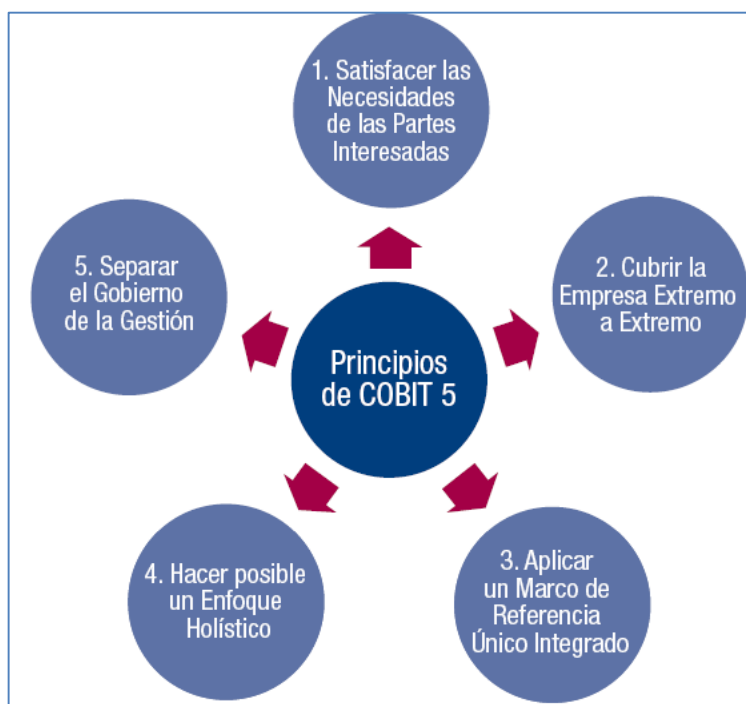 1. Satisfacer las
Necesidades
de las Partes
Interesadas
2. Cubrir la
Empresa Extremo
a Extremo
3. Aplicar
un Marco de
Referencia
Único Integrado
4. Hacer posible
un Enfoque
Holístico
5. Separar
el Gobierno
de la Gestión
Principios
de COBIT 5